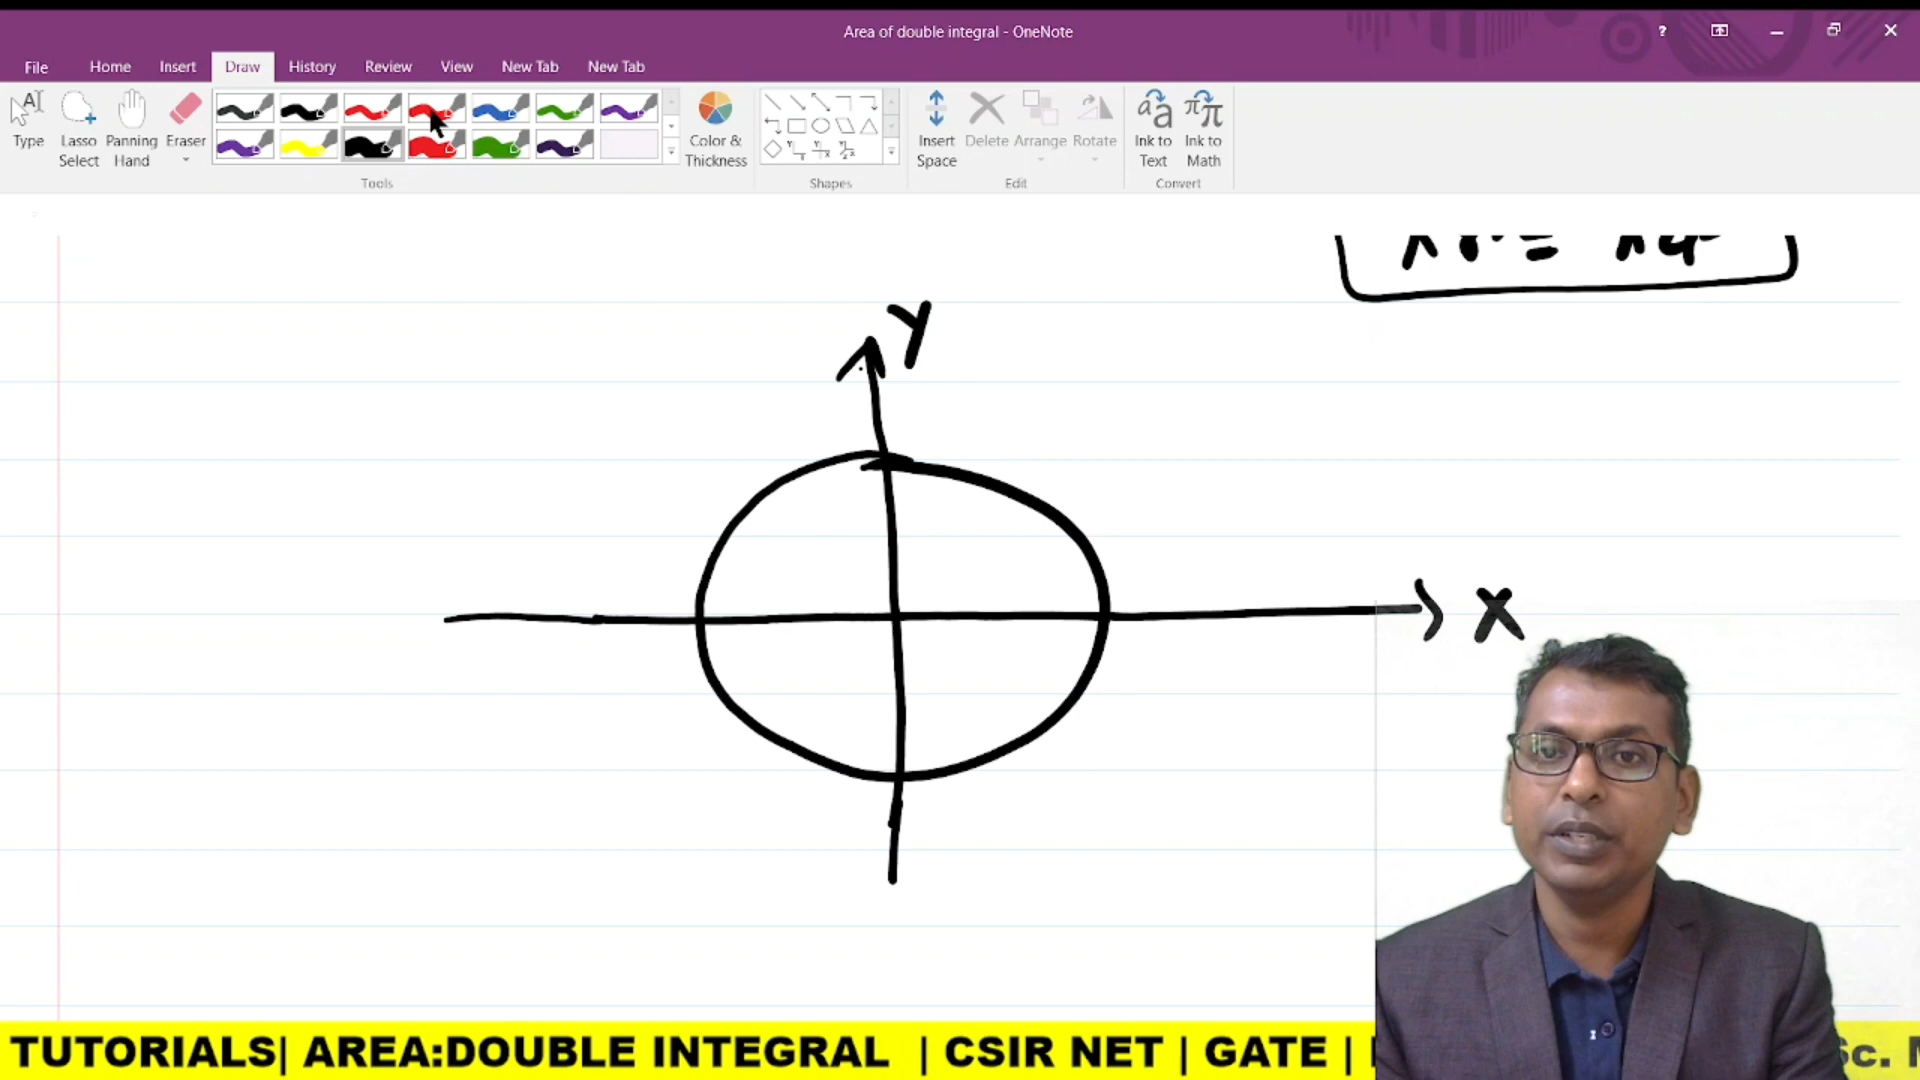 Area of double integral - OneNote
?
File Home Insert Draw History Review View New Tab New Tab
Type
Lasso Select
Panning Hand
Eraser
Color & Thickness
Insert Space
Delete
Arrange
Rotate
Ink to Text
Ink to Math
Tools
Shapes
Edit
Convert
Y
X
TUTORIALS| AREA:DOUBLE INTEGRAL | CSIR NET | GATE |